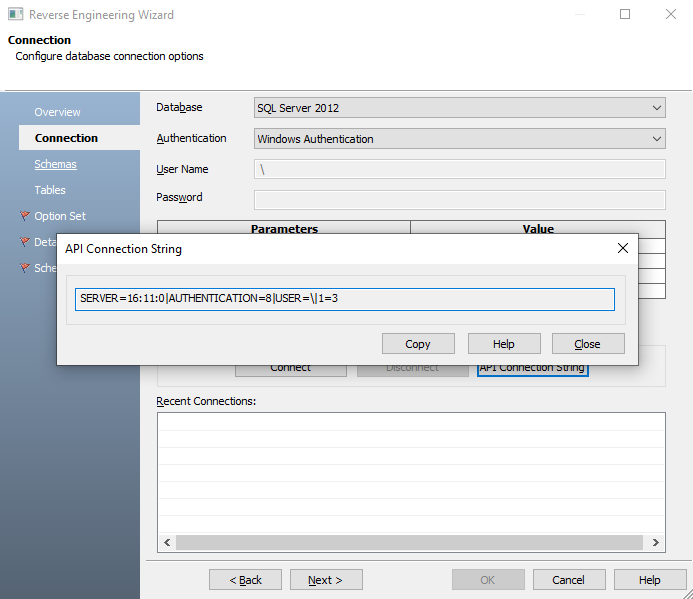 Reverse Engineering Wizard
Connection
Configure database connection options
Overview
Connection
Schemas
Tables
Option Set
Deta
Sche
Database
SQL Server 2012
Authentication
Windows Authentication
User Name
\
Password
Parameters
Value
API Connection String
SERVER=16:11:0|AUTHENTICATION=8|USER=\|1=3
Copy
Help
Close
Connect
Disconnect
API Connection String
Recent Connections:
< Back
Next >
OK
Cancel
Help